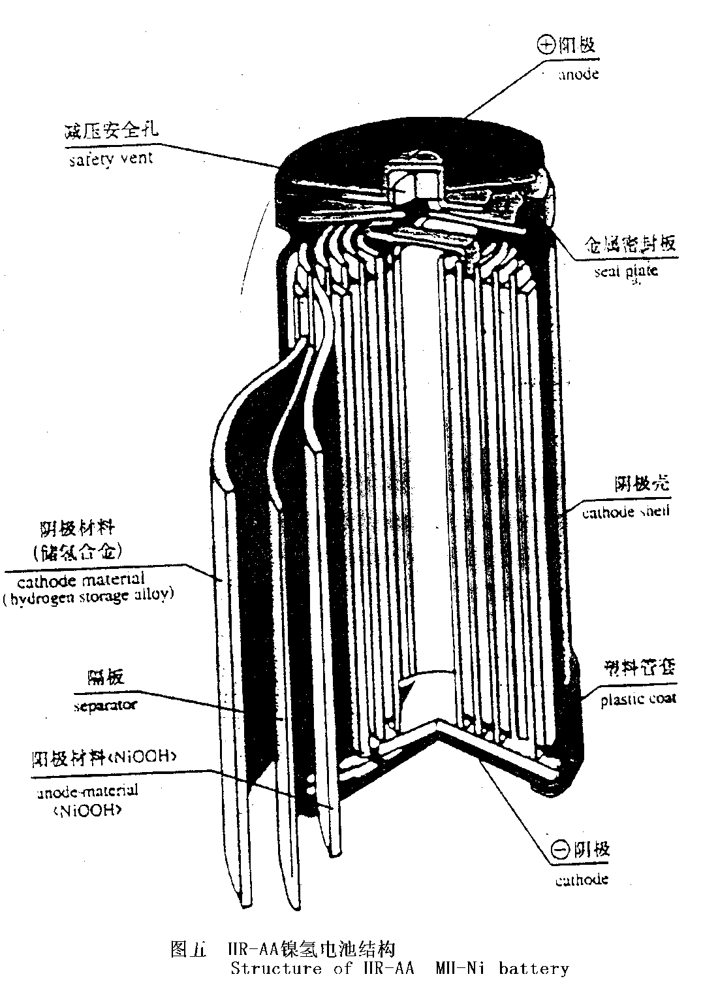 ⊕阳极
anode
减压安全孔
safety vent
金属密封板
seal plate
阴极壳
cathode shell
阴极材料
(储氢合金)
cathode material
(hydrogen storage alloy)
塑料管套
plastic coat
隔板
separator
阳极材料<NiOOH>
anode-material
<NiOOH>
⊖阴极
cathode
图五 HR-AA镍氢电池结构
Structure of HR-AA MH-Ni battery